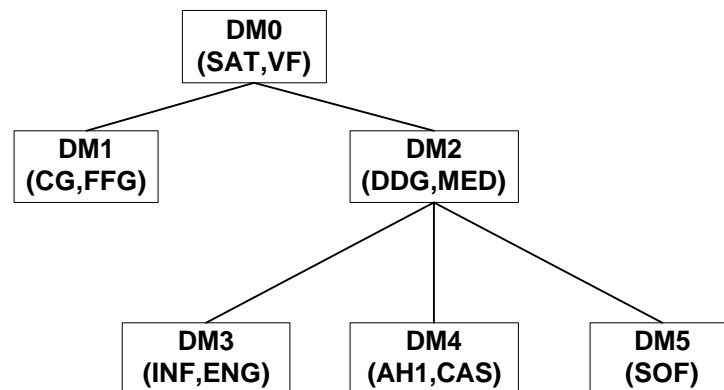 DM0
(SAT,VF)
DM1
(CG,FFG)
DM2
(DDG,MED)
DM3
(INF,ENG)
DM4
(AH1,CAS)
DM5
(SOF)